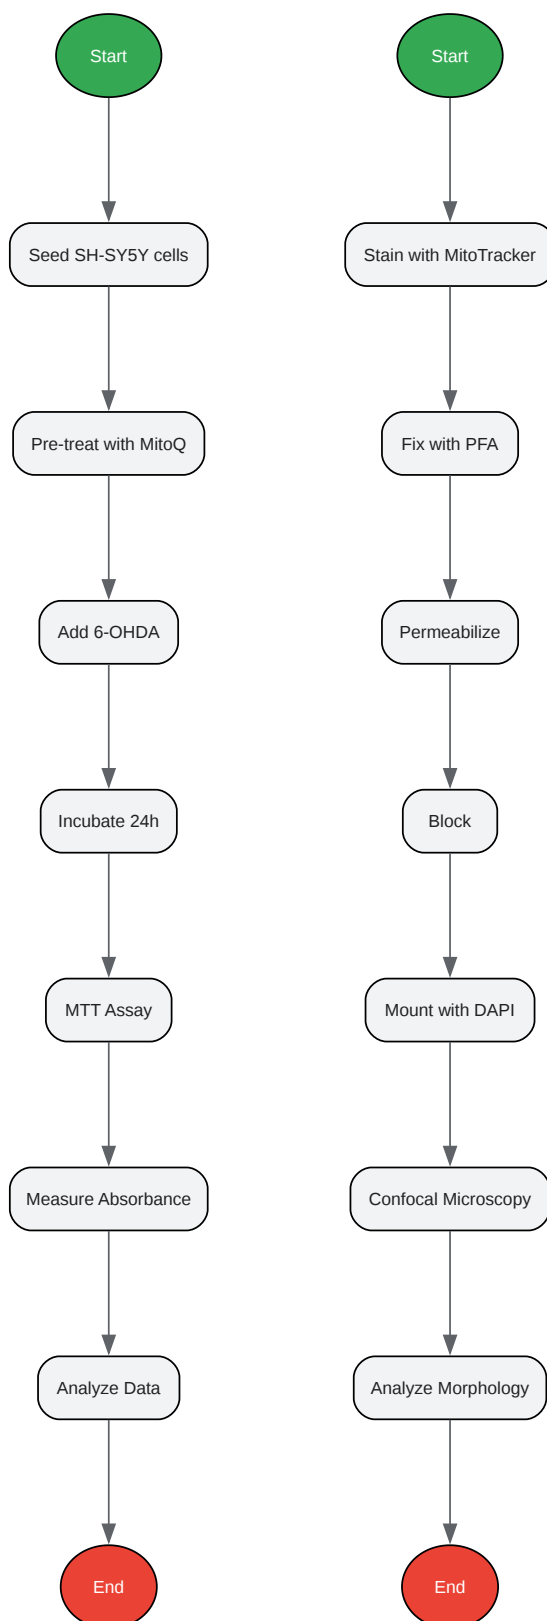 Start
Seed SH-SY5Y cells
Pre-treat with MitoQ
Add 6-OHDA
Incubate 24h
MTT Assay
Measure Absorbance
Analyze Data
End
Start
Stain with MitoTracker
Fix with PFA
Permeabilize
Block
Mount with DAPI
Confocal Microscopy
Analyze Morphology
End